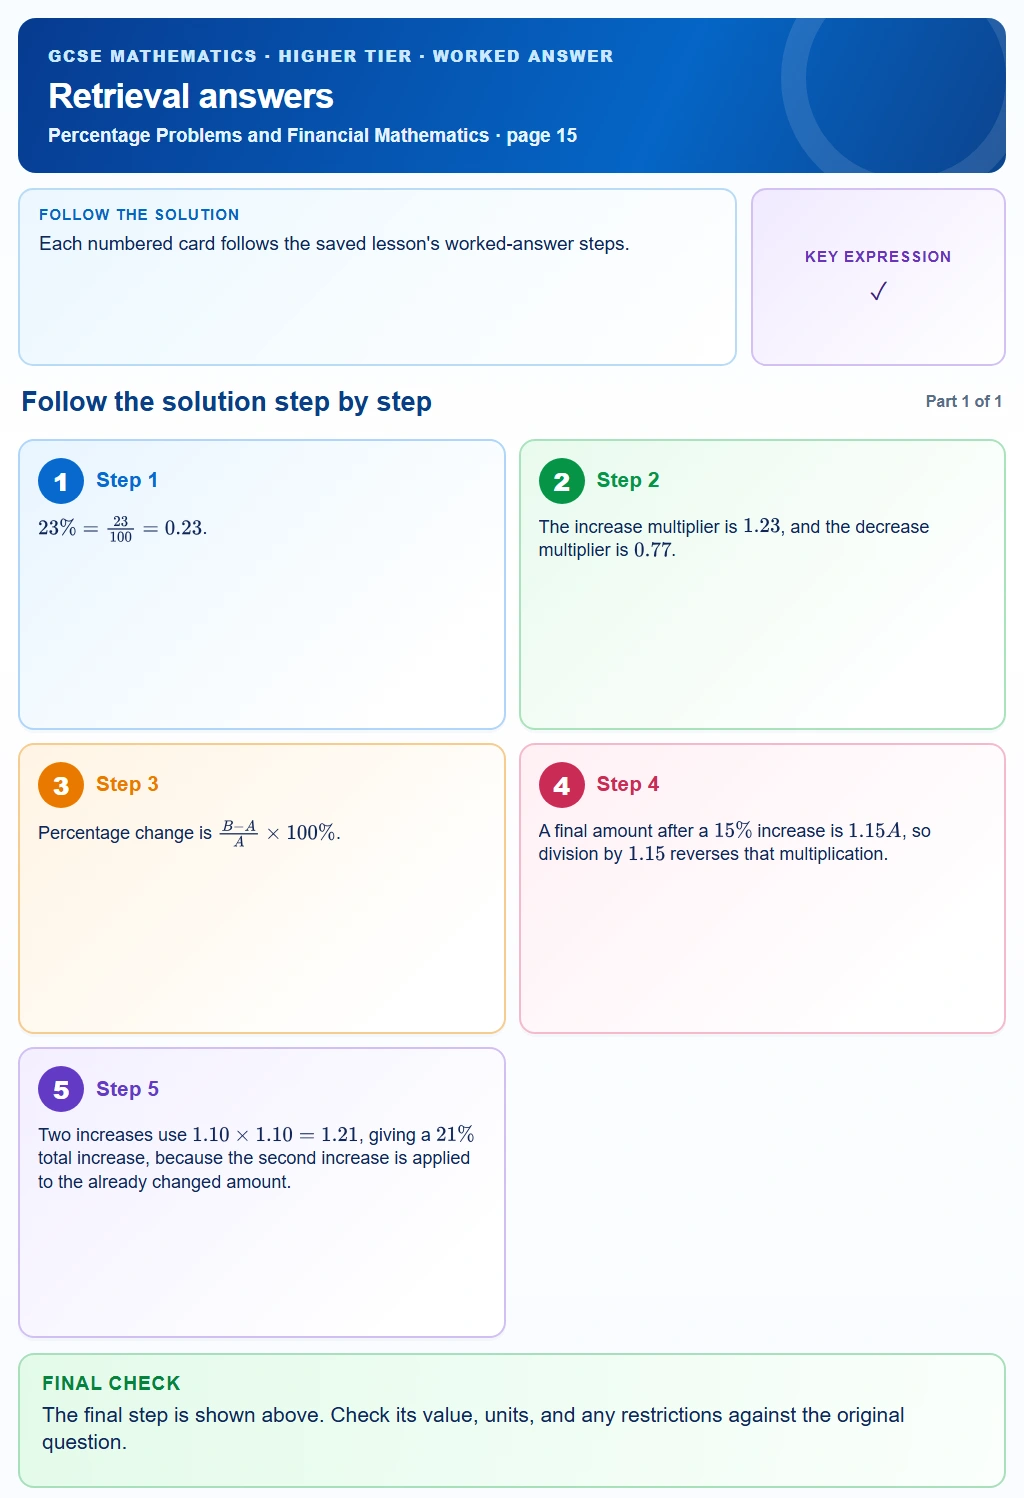 GCSE MATHEMATICS · HIGHER TIER · WORKED ANSWER
Retrieval answers
Percentage Problems and Financial Mathematics · page 15
FOLLOW THE SOLUTION
Each numbered card follows the saved lesson's worked-answer steps.
KEY EXPRESSION
✓
Follow the solution step by step
Part 1 of 1
1 Step 1
23% = 23/100 = 0.23.
2 Step 2
The increase multiplier is 1.23, and the decrease
multiplier is 0.77.
3 Step 3
Percentage change is B−A/A × 100%.
4 Step 4
A final amount after a 15% increase is 1.15A, so
division by 1.15 reverses that multiplication.
5 Step 5
Two increases use 1.10 × 1.10 = 1.21, giving a 21%
total increase, because the second increase is applied
to the already changed amount.
FINAL CHECK
The final step is shown above. Check its value, units, and any restrictions against the original
question.